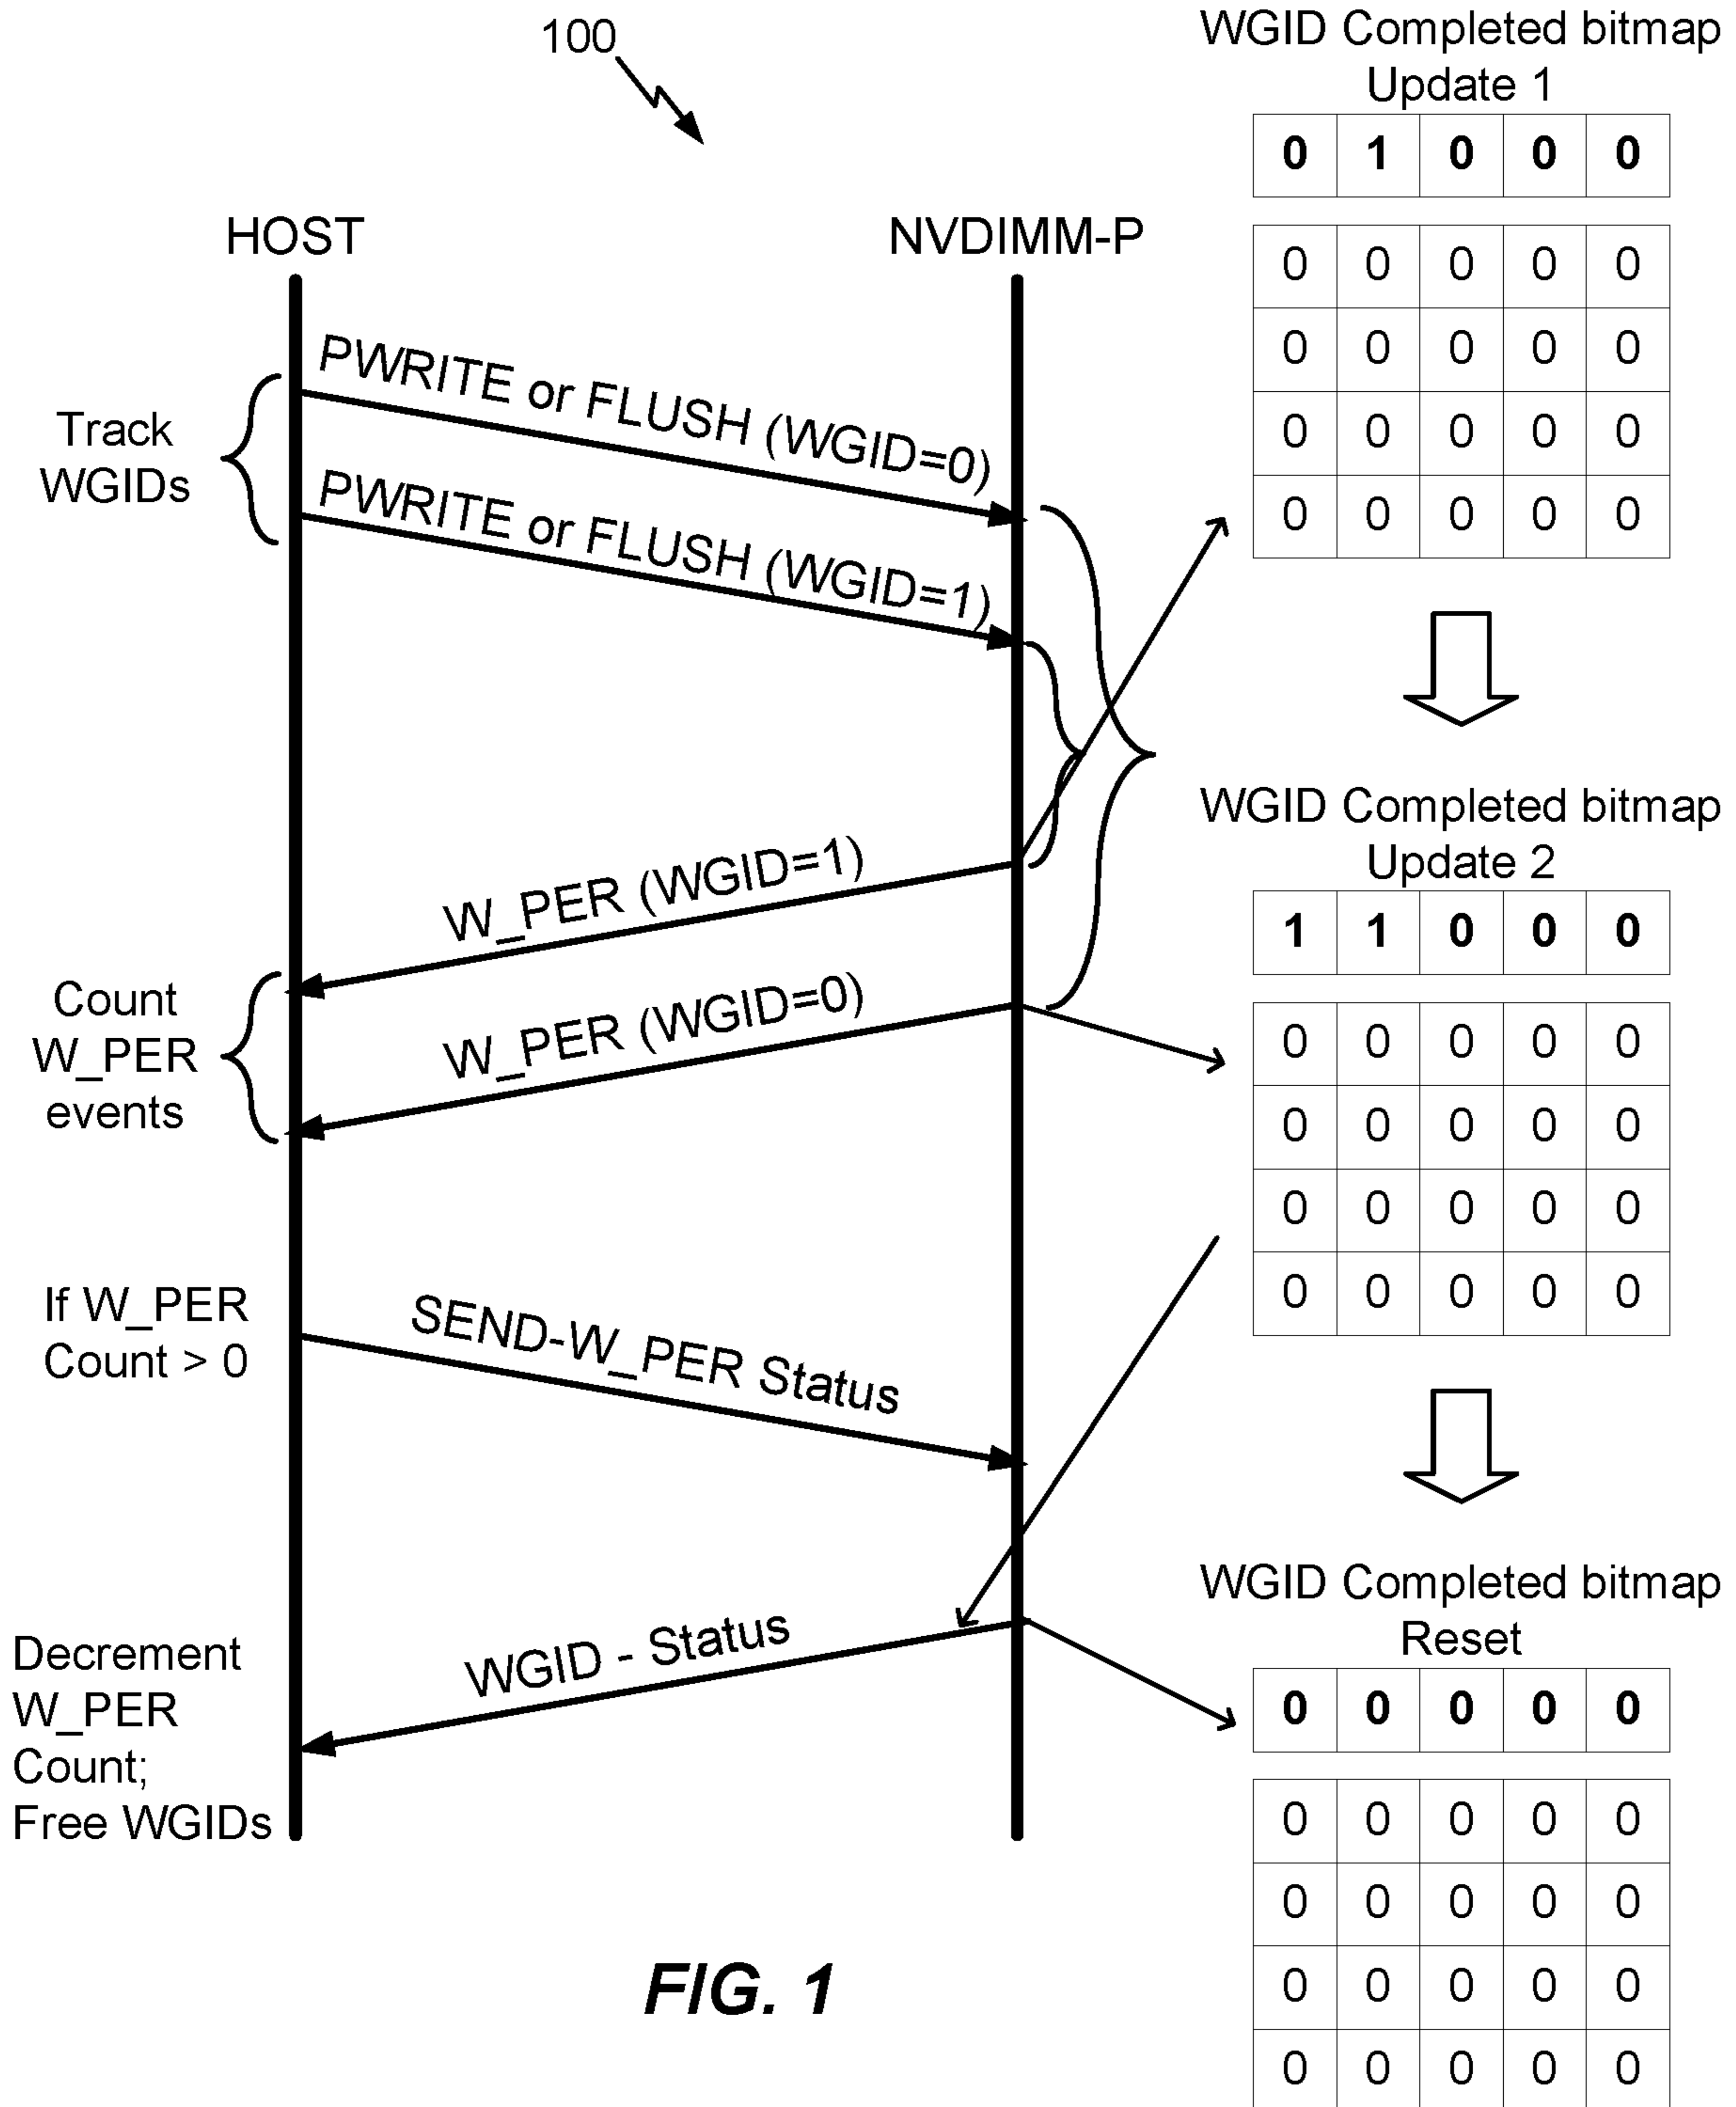 100
HOST
NVDIMM-P
Track
WGIDs
PWRITE or FLUSH (WGID=0)
PWRITE or FLUSH (WGID=1)
W_PER (WGID=1)
Count
W_PER
events
W_PER (WGID=0)
If W_PER
Count > 0
SEND-W_PER Status
WGID - Status
Decrement
W_PER
Count;
Free WGIDs
WGID Completed bitmap
Update 1
0 1 0 0 0
0 0 0 0 0
0 0 0 0 0
0 0 0 0 0
0 0 0 0 0
WGID Completed bitmap
Update 2
1 1 0 0 0
0 0 0 0 0
0 0 0 0 0
0 0 0 0 0
0 0 0 0 0
WGID Completed bitmap
Reset
0 0 0 0 0
0 0 0 0 0
0 0 0 0 0
0 0 0 0 0
0 0 0 0 0
FIG. 1